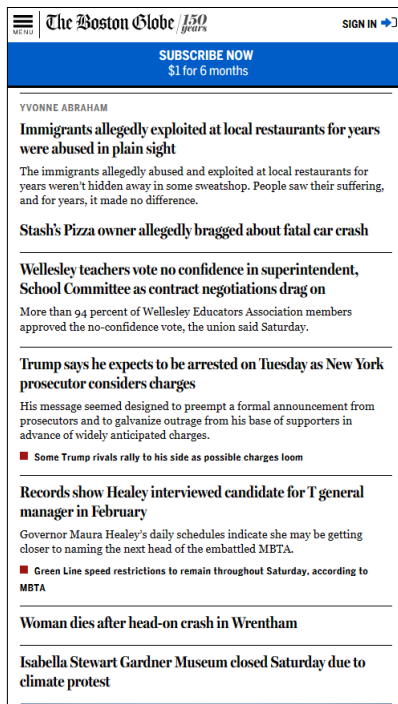 MENU
The Boston Globe / 150 years
SIGN IN
SUBSCRIBE NOW
$1 for 6 months
YVONNE ABRAHAM
Immigrants allegedly exploited at local restaurants for years
were abused in plain sight
The immigrants allegedly abused and exploited at local restaurants for
years weren't hidden away in some sweatshop. People saw their suffering,
and for years, it made no difference.
Stash's Pizza owner allegedly bragged about fatal car crash
Wellesley teachers vote no confidence in superintendent,
School Committee as contract negotiations drag on
More than 94 percent of Wellesley Educators Association members
approved the no-confidence vote, the union said Saturday.
Trump says he expects to be arrested on Tuesday as New York
prosecutor considers charges
His message seemed designed to preempt a formal announcement from
prosecutors and to galvanize outrage from his base of supporters in
advance of widely anticipated charges.
Some Trump rivals rally to his side as possible charges loom
Records show Healey interviewed candidate for T general
manager in February
Governor Maura Healey's daily schedules indicate she may be getting
closer to naming the next head of the embattled MBTA.
Green Line speed restrictions to remain throughout Saturday, according to
MBTA
Woman dies after head-on crash in Wrentham
Isabella Stewart Gardner Museum closed Saturday due to
climate protest